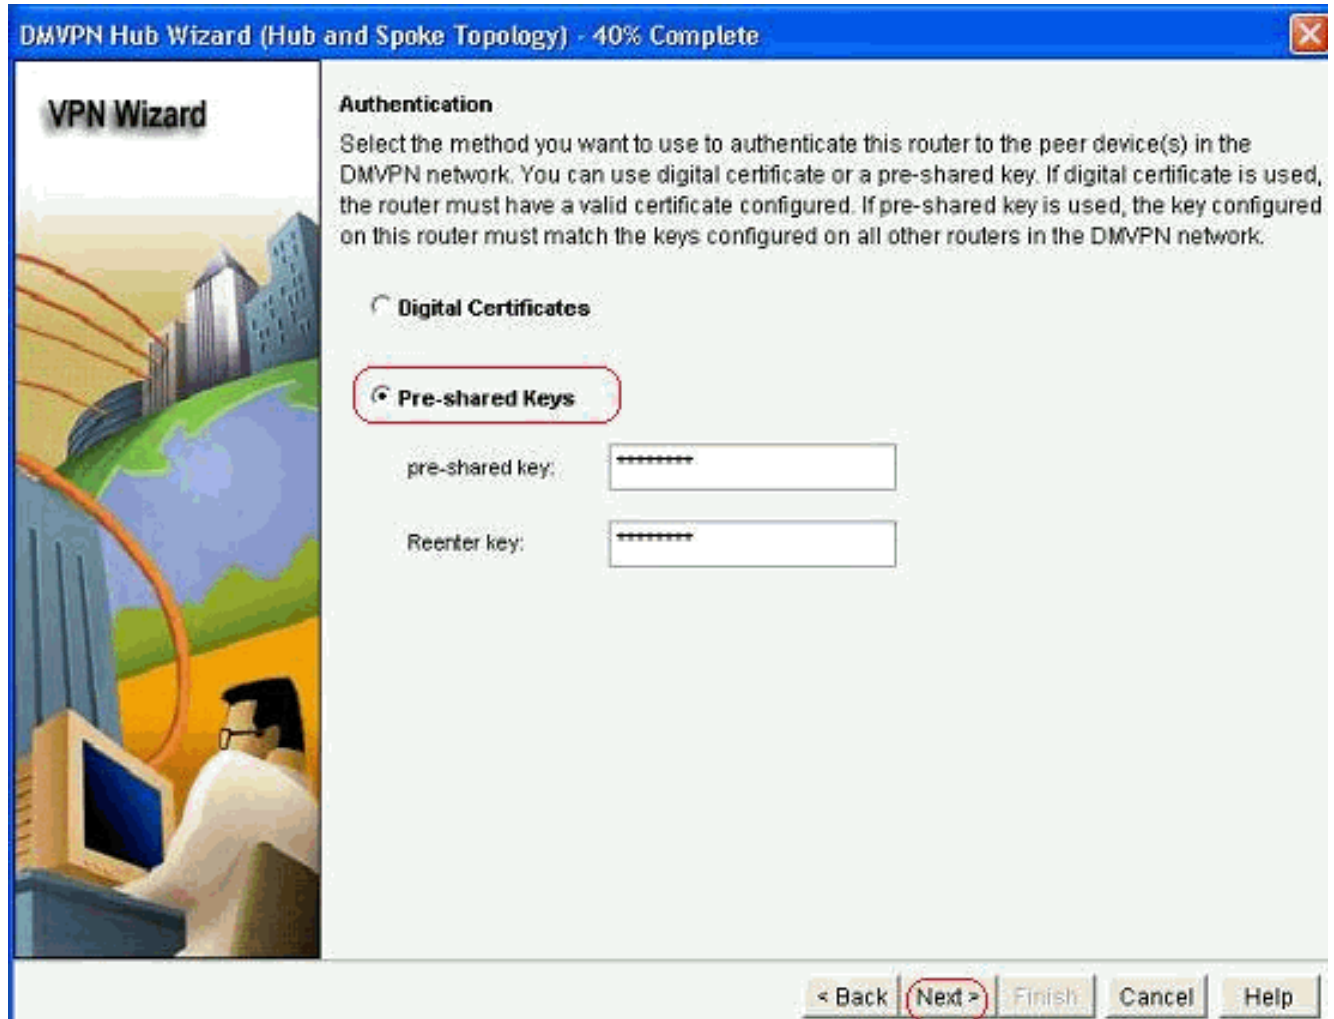 DMVPN Hub Wizard (Hub and Spoke Topology) - 40% Complete
VPN Wizard
Authentication
Select the method you want to use to authenticate this router to the peer device(s) in the
DMVPN network. You can use digital certificate or a pre-shared key. If digital certificate is used,
the router must have a valid certificate configured. If pre-shared key is used, the key configured
on this router must match the keys configured on all other routers in the DMVPN network.
Digital Certificates
Pre-shared Keys
pre-shared key: ********
Reenter key: ********
< Back Next > Finish Cancel Help